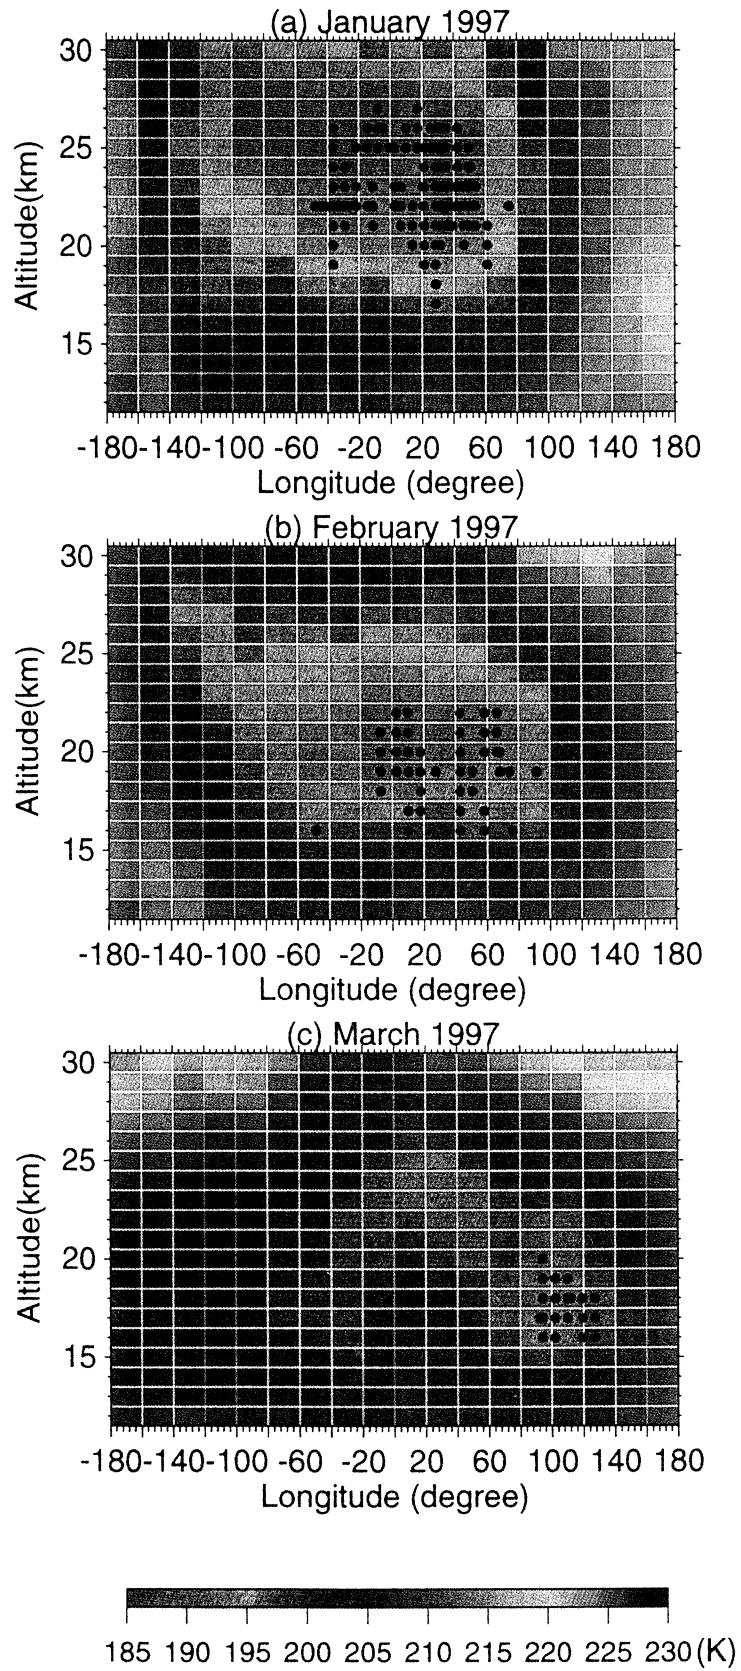 (a) January 1997
30
25
20
15
Altitude(km)
-180-140-100 -60 -20 20 60 100 140 180
Longitude (degree)
(b) February 1997
30
25
20
15
Altitude(km)
-180-140-100 -60 -20 20 60 100 140 180
Longitude (degree)
(c) March 1997
30
25
20
15
Altitude(km)
-180-140-100 -60 -20 20 60 100 140 180
Longitude (degree)
185 190 195 200 205 210 215 220 225 230 (K)